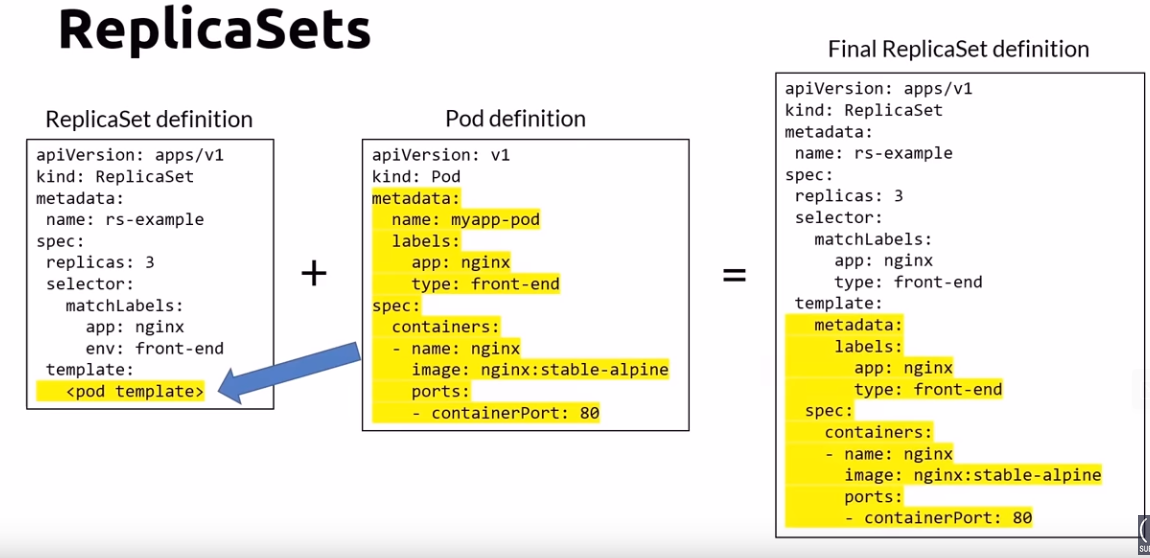 ReplicaSets
ReplicaSet definition
apiVersion: apps/v1
kind: ReplicaSet
metadata:
 name: rs-example
spec:
 replicas: 3
 selector:
   matchLabels:
     app: nginx
     env: front-end
 template:
   <pod template>
+
Pod definition
apiVersion: v1
kind: Pod
metadata:
  name: myapp-pod
  labels:
    app: nginx
    type: front-end
spec:
  containers:
  - name: nginx
    image: nginx:stable-alpine
    ports:
    - containerPort: 80
=
Final ReplicaSet definition
apiVersion: apps/v1
kind: ReplicaSet
metadata:
 name: rs-example
spec:
 replicas: 3
 selector:
   matchLabels:
     app: nginx
     type: front-end
 template:
   metadata:
     labels:
       app: nginx
       type: front-end
  spec:
    containers:
    - name: nginx
      image: nginx:stable-alpine
      ports:
      - containerPort: 80